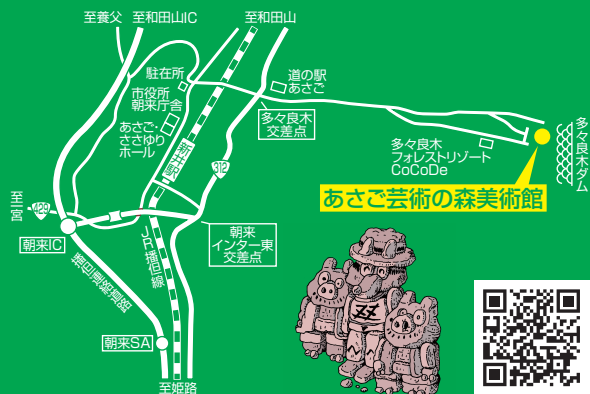 至養父
至和田山IC
至和田山
駐在所
市役所
朝来庁舎
道の駅
あさご
あさご・
ささゆり
ホール
多々良木
交差点
新井駅
312
多々良木
フォレストリゾート
CoCoDe
多々良木ダム
あさご芸術の森美術館
至一宮
429
朝来IC
朝来
インター東
交差点
JR播但線
播但連絡道路
朝来SA
至姫路
ZZ